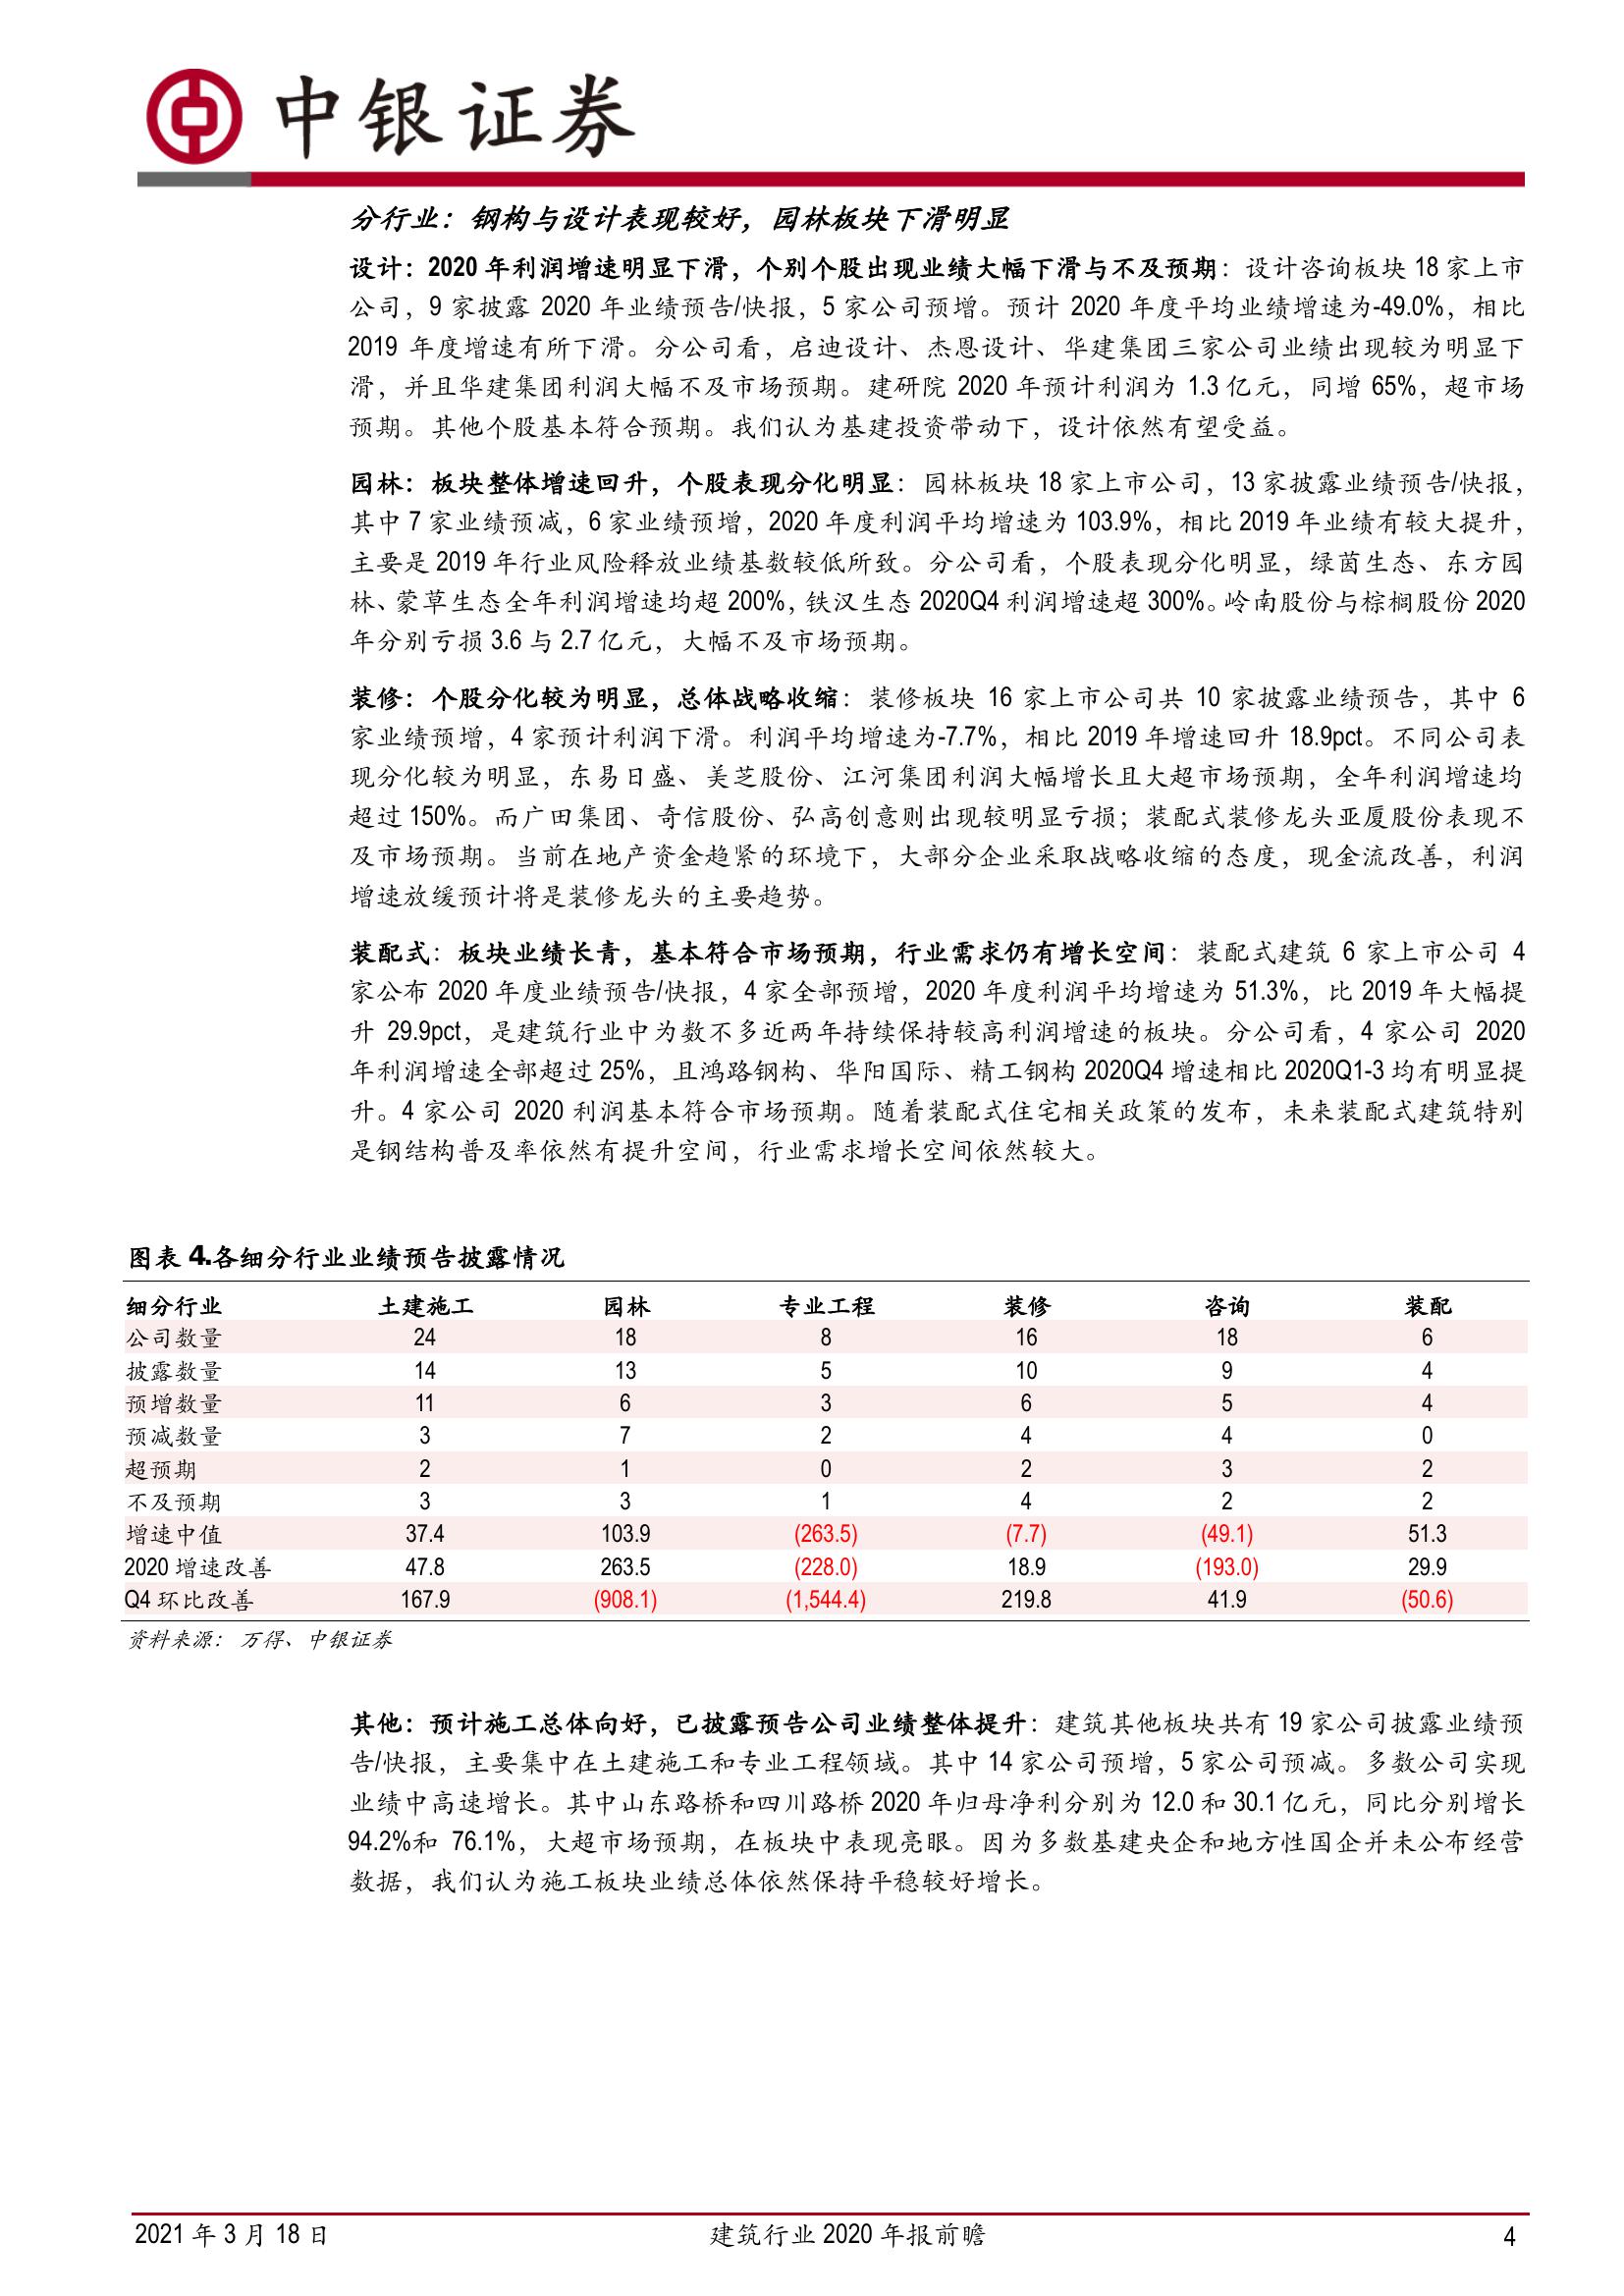 中银证券
分行业：钢构与设计表现较好，园林板块下滑明显
设计：2020 年利润增速明显下滑，个别个股出现业绩大幅下滑与不及预期：设计咨询板块 18 家上市
公司，9 家披露 2020 年业绩预告/快报，5 家公司预增。预计 2020 年度平均业绩增速为-49.0%，相比
2019 年度增速有所下滑。分公司看，启迪设计、杰恩设计、华建集团三家公司业绩出现较为明显下
滑，并且华建集团利润大幅不及市场预期。建研院 2020 年预计利润为 1.3 亿元，同增 65%，超市场
预期。其他个股基本符合预期。我们认为基建投资带动下，设计依然有望受益。
园林：板块整体增速回升，个股表现分化明显：园林板块 18 家上市公司，13 家披露业绩预告/快报，
其中 7 家业绩预减，6 家业绩预增，2020 年度利润平均增速为 103.9%，相比 2019 年业绩有较大提升，
主要是 2019 年行业风险释放业绩基数较低所致。分公司看，个股表现分化明显，绿茵生态、东方园
林、蒙草生态全年利润增速均超 200%，铁汉生态 2020Q4 利润增速超 300%。岭南股份与棕榈股份 2020
年分别亏损 3.6 与 2.7 亿元，大幅不及市场预期。
装修：个股分化较为明显，总体战略收缩：装修板块 16 家上市公司共 10 家披露业绩预告，其中 6
家业绩预增，4 家预计利润下滑。利润平均增速为-7.7%，相比 2019 年增速回升 18.9pct。不同公司表
现分化较为明显，东易日盛、美芝股份、江河集团利润大幅增长且大超市场预期，全年利润增速均
超过 150%。而广田集团、奇信股份、弘高创意则出现较明显亏损；装配式装修龙头亚厦股份表现不
及市场预期。当前在地产资金趋紧的环境下，大部分企业采取战略收缩的态度，现金流改善，利润
增速放缓预计将是装修龙头的主要趋势。
装配式：板块业绩长青，基本符合市场预期，行业需求仍有增长空间：装配式建筑 6 家上市公司 4
家公布 2020 年度业绩预告/快报，4 家全部预增，2020 年度利润平均增速为 51.3%，比 2019 年大幅提
升 29.9pct，是建筑行业中为数不多近两年持续保持较高利润增速的板块。分公司看，4 家公司 2020
年利润增速全部超过 25%，且鸿路钢构、华阳国际、精工钢构 2020Q4 增速相比 2020Q1-3 均有明显提
升。4 家公司 2020 利润基本符合市场预期。随着装配式住宅相关政策的发布，未来装配式建筑特别
是钢结构普及率依然有提升空间，行业需求增长空间依然较大。
图表 4.各细分行业业绩预告披露情况
细分行业 土建施工 园林 专业工程 装修 咨询 装配
公司数量 24 18 8 16 18 6
披露数量 14 13 5 10 9 4
预增数量 11 6 3 6 5 4
预减数量 3 7 2 4 4 0
超预期 2 1 0 2 3 2
不及预期 3 3 1 4 2 2
增速中值 37.4 103.9 (263.5) (7.7) (49.1) 51.3
2020 增速改善 47.8 263.5 (228.0) 18.9 (193.0) 29.9
Q4 环比改善 167.9 (908.1) (1,544.4) 219.8 41.9 (50.6)
资料来源： 万得、中银证券
其他：预计施工总体向好，已披露预告公司业绩整体提升：建筑其他板块共有 19 家公司披露业绩预
告/快报，主要集中在土建施工和专业工程领域。其中 14 家公司预增，5 家公司预减。多数公司实现
业绩中高速增长。其中山东路桥和四川路桥 2020 年归母净利分别为 12.0 和 30.1 亿元，同比分别增长
94.2%和 76.1%，大超市场预期，在板块中表现亮眼。因为多数基建央企和地方性国企并未公布经营
数据，我们认为施工板块业绩总体依然保持平稳较好增长。
2021 年 3 月 18 日 建筑行业 2020 年报前瞻 4